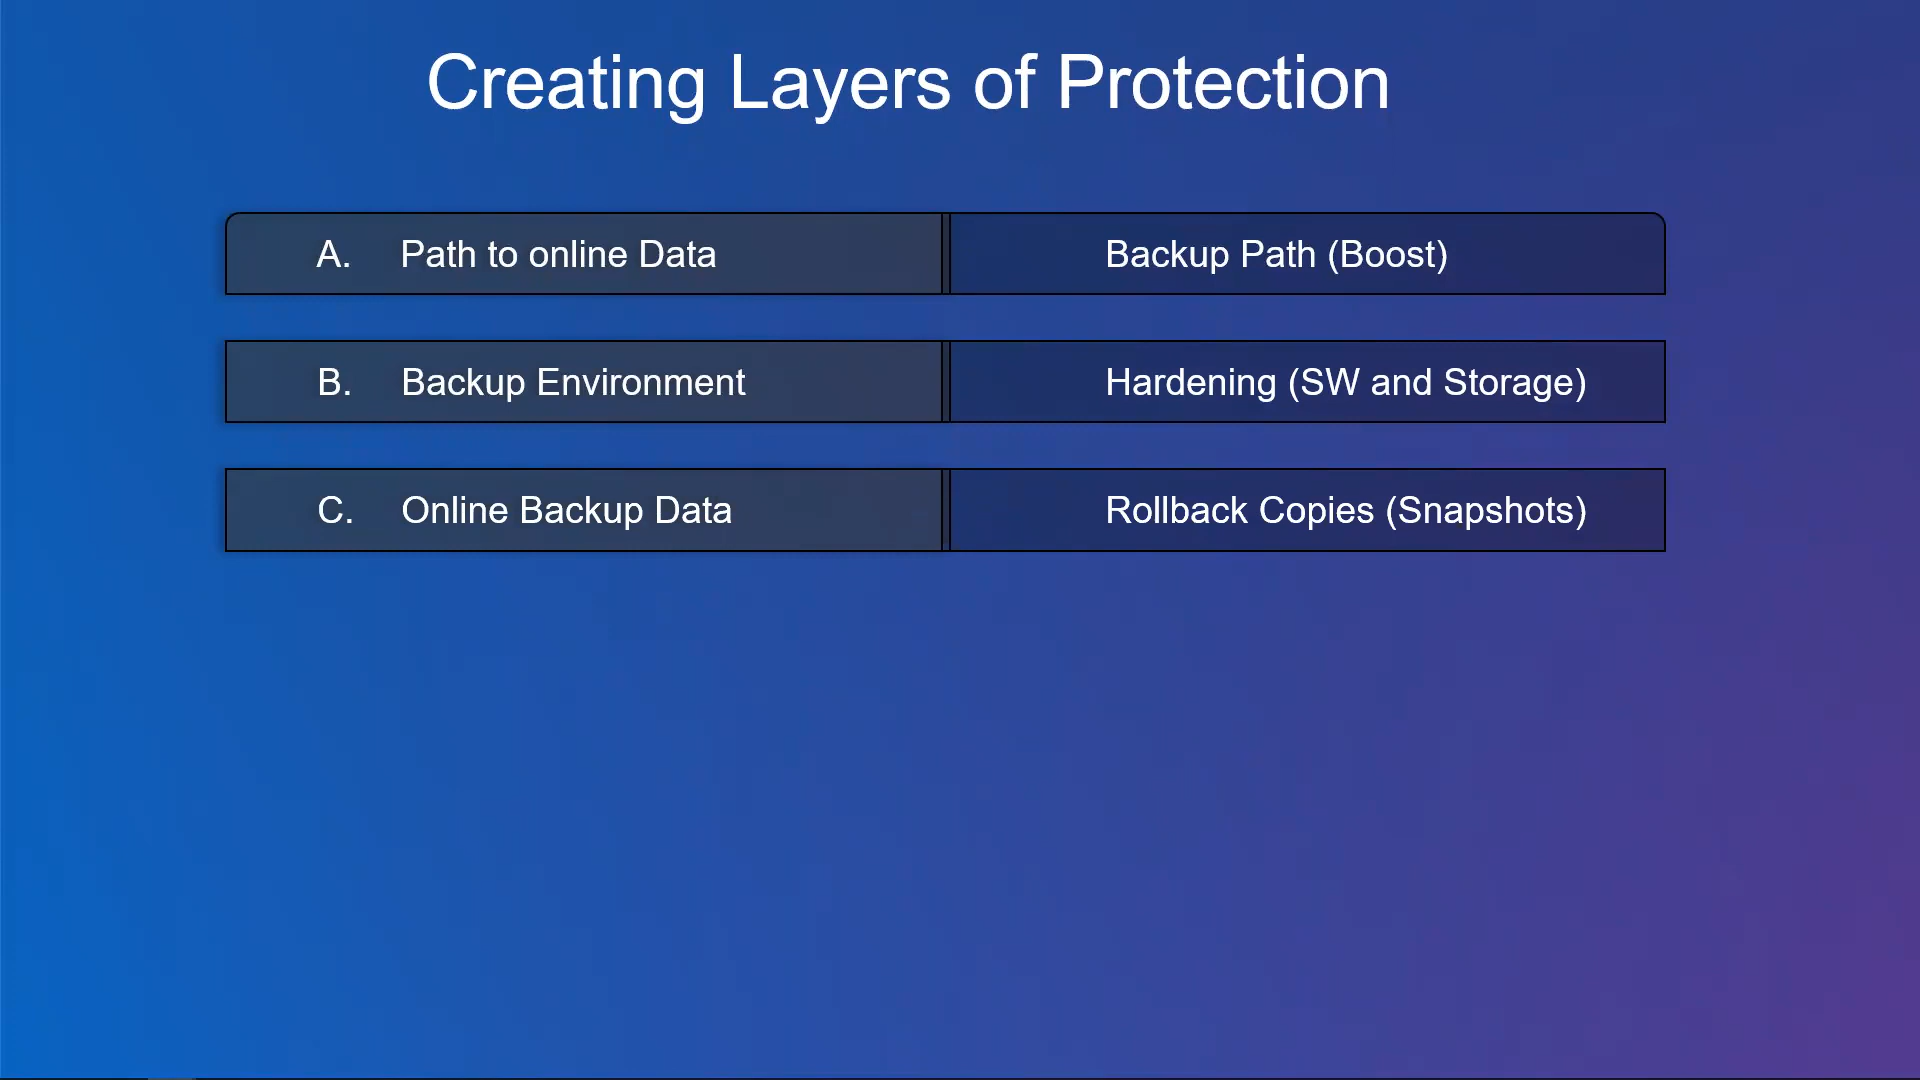 Creating Layers of Protection
A. Path to online Data
Backup Path (Boost)
B. Backup Environment
Hardening (SW and Storage)
C. Online Backup Data
Rollback Copies (Snapshots)